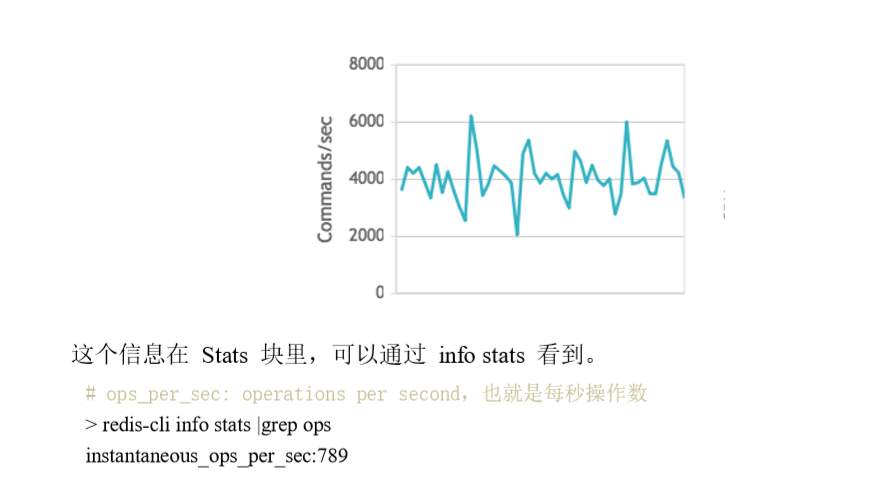 8000
6000
4000
2000
0
Commands/sec
这个信息在 Stats 块里，可以通过 info stats 看到。
# ops_per_sec: operations per second，也就是每秒操作数
> redis-cli info stats |grep ops
instantaneous_ops_per_sec:789